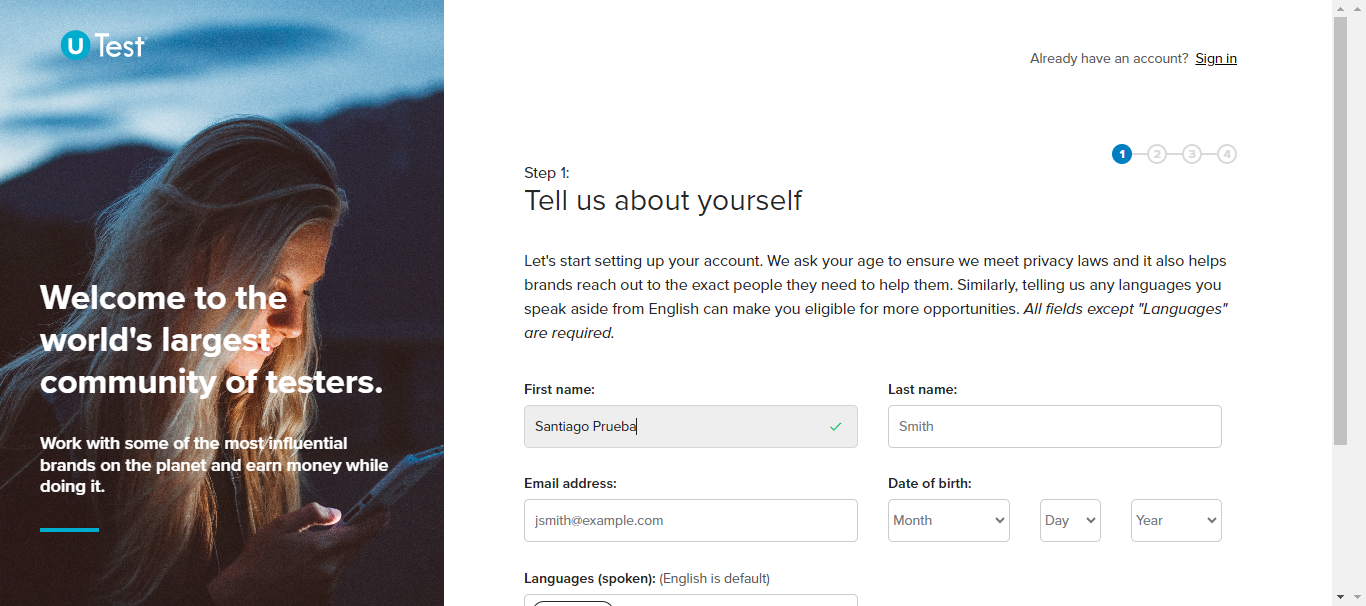 U Test
Already have an account? Sign in
1 2 3 4
Step 1:
Tell us about yourself
Let's start setting up your account. We ask your age to ensure we meet privacy laws and it also helps
brands reach out to the exact people they need to help them. Similarly, telling us any languages you
speak aside from English can make you eligible for more opportunities. All fields except "Languages"
are required.
Welcome to the
world's largest
community of testers.
Work with some of the most influential
brands on the planet and earn money while
doing it.
First name:
Last name:
Santiago Prueba
Smith
Email address:
Date of birth:
jsmith@example.com
Month
Day
Year
Languages (spoken): (English is default)